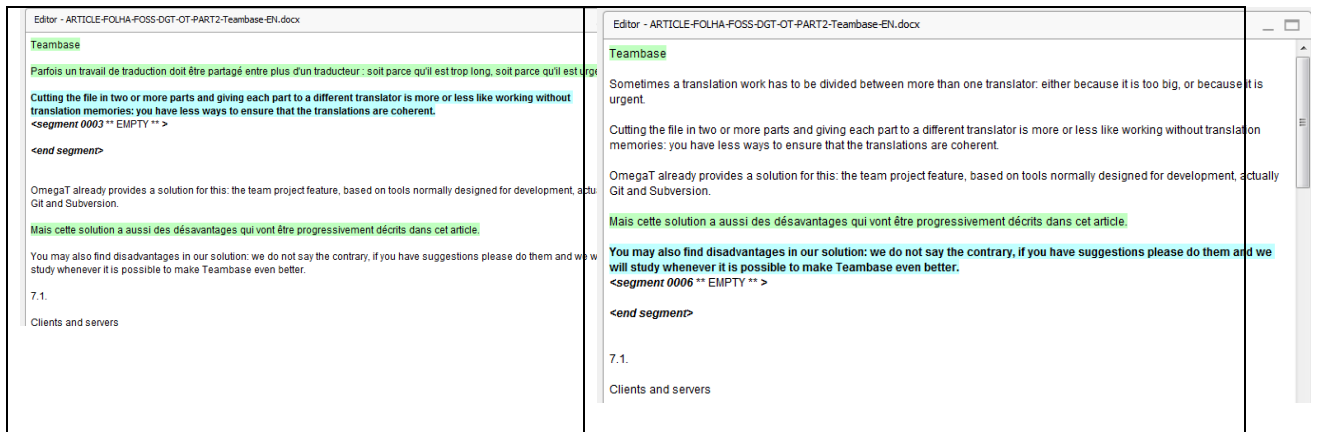 Editor - ARTICLE-FOLHA-FOSS-DGT-OT-PART2-Teambase-EN.docx
Teambase
Parfois un travail de traduction doit être partagé entre plus d'un traducteur : soit parce qu'il est trop long, soit parce qu'il est urge
Cutting the file in two or more parts and giving each part to a different translator is more or less like working without
translation memories: you have less ways to ensure that the translations are coherent.
<segment 0003 ** EMPTY ** >
<end segment>
OmegaT already provides a solution for this: the team project feature, based on tools normally designed for development, actu
Git and Subversion.
Mais cette solution a aussi des désavantages qui vont être progressivement décrits dans cet article.
You may also find disadvantages in our solution: we do not say the contrary, if you have suggestions please do them and we w
study whenever it is possible to make Teambase even better.
7.1.
Clients and servers
Editor - ARTICLE-FOLHA-FOSS-DGT-OT-PART2-Teambase-EN.docx
Teambase
Sometimes a translation work has to be divided between more than one translator: either because it is too big, or because it is
urgent.
Cutting the file in two or more parts and giving each part to a different translator is more or less like working without translation
memories: you have less ways to ensure that the translations are coherent.
OmegaT already provides a solution for this: the team project feature, based on tools normally designed for development, actually
Git and Subversion.
Mais cette solution a aussi des désavantages qui vont être progressivement décrits dans cet article.
You may also find disadvantages in our solution: we do not say the contrary, if you have suggestions please do them and we
will study whenever it is possible to make Teambase even better.
<segment 0006 ** EMPTY ** >
<end segment>
7.1.
Clients and servers